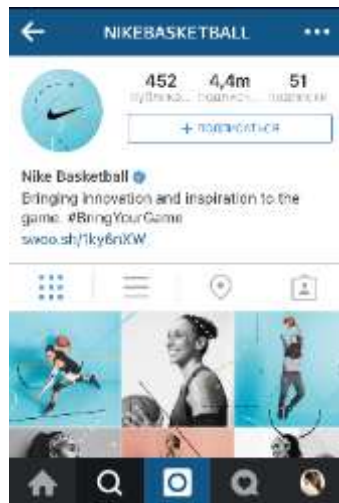 NIKEBASKETBALL
452 4,4m 51
+ ПОДПИСАТЬСЯ
Nike Basketball
Bringing innovation and inspiration to the
game. #BringYourGame
swoo.sh/1ky6nXW